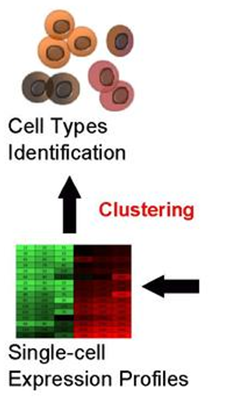 Cell Types
Identification
Clustering
Single-cell
Expression Profiles